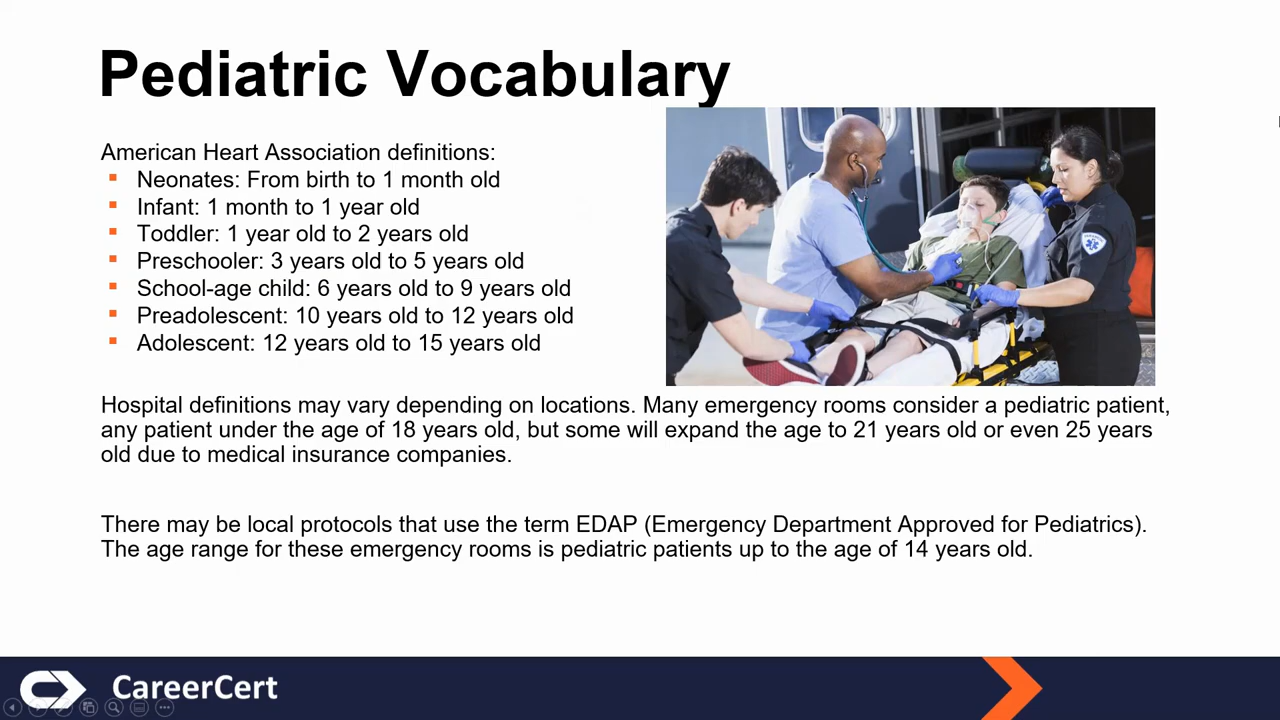 Pediatric Vocabulary
American Heart Association definitions:
Neonates: From birth to 1 month old
Infant: 1 month to 1 year old
Toddler: 1 year old to 2 years old
Preschooler: 3 years old to 5 years old
School-age child: 6 years old to 9 years old
Preadolescent: 10 years old to 12 years old
Adolescent: 12 years old to 15 years old
Hospital definitions may vary depending on locations. Many emergency rooms consider a pediatric patient,
any patient under the age of 18 years old, but some will expand the age to 21 years old or even 25 years
old due to medical insurance companies.
There may be local protocols that use the term EDAP (Emergency Department Approved for Pediatrics).
The age range for these emergency rooms is pediatric patients up to the age of 14 years old.
CareerCert